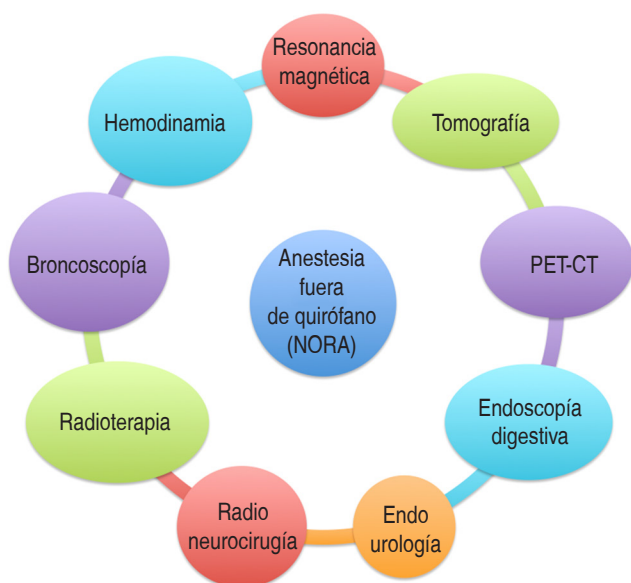 Resonancia
magnética
Tomografía
PET-CT
Endoscopía
digestiva
Endo
urología
Radio
neurocirugía
Radioterapia
Broncoscopía
Hemodinamia
Anestesia
fuera
de quirófano
(NORA)